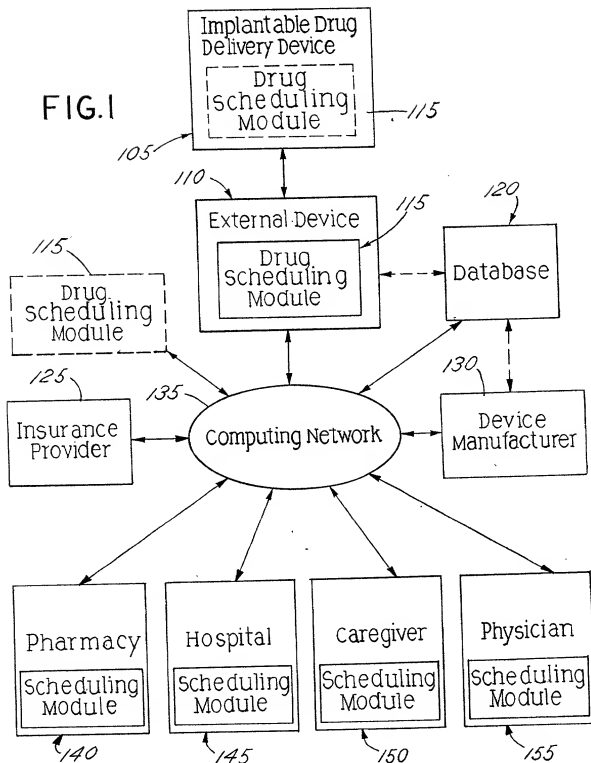 Implantable Drug
Delivery Device
Drug
Scheduling
Module
115
FIG.1
105
110
External Device
115
Drug
Scheduling
Module
120
Database
115
Drug
Scheduling
Module
125
Insurance
Provider
135
Computing Network
130
Device
Manufacturer
Pharmacy
Scheduling
Module
140
Hospital
Scheduling
Module
145
Caregiver
Scheduling
Module
150
Physician
Scheduling
Module
155